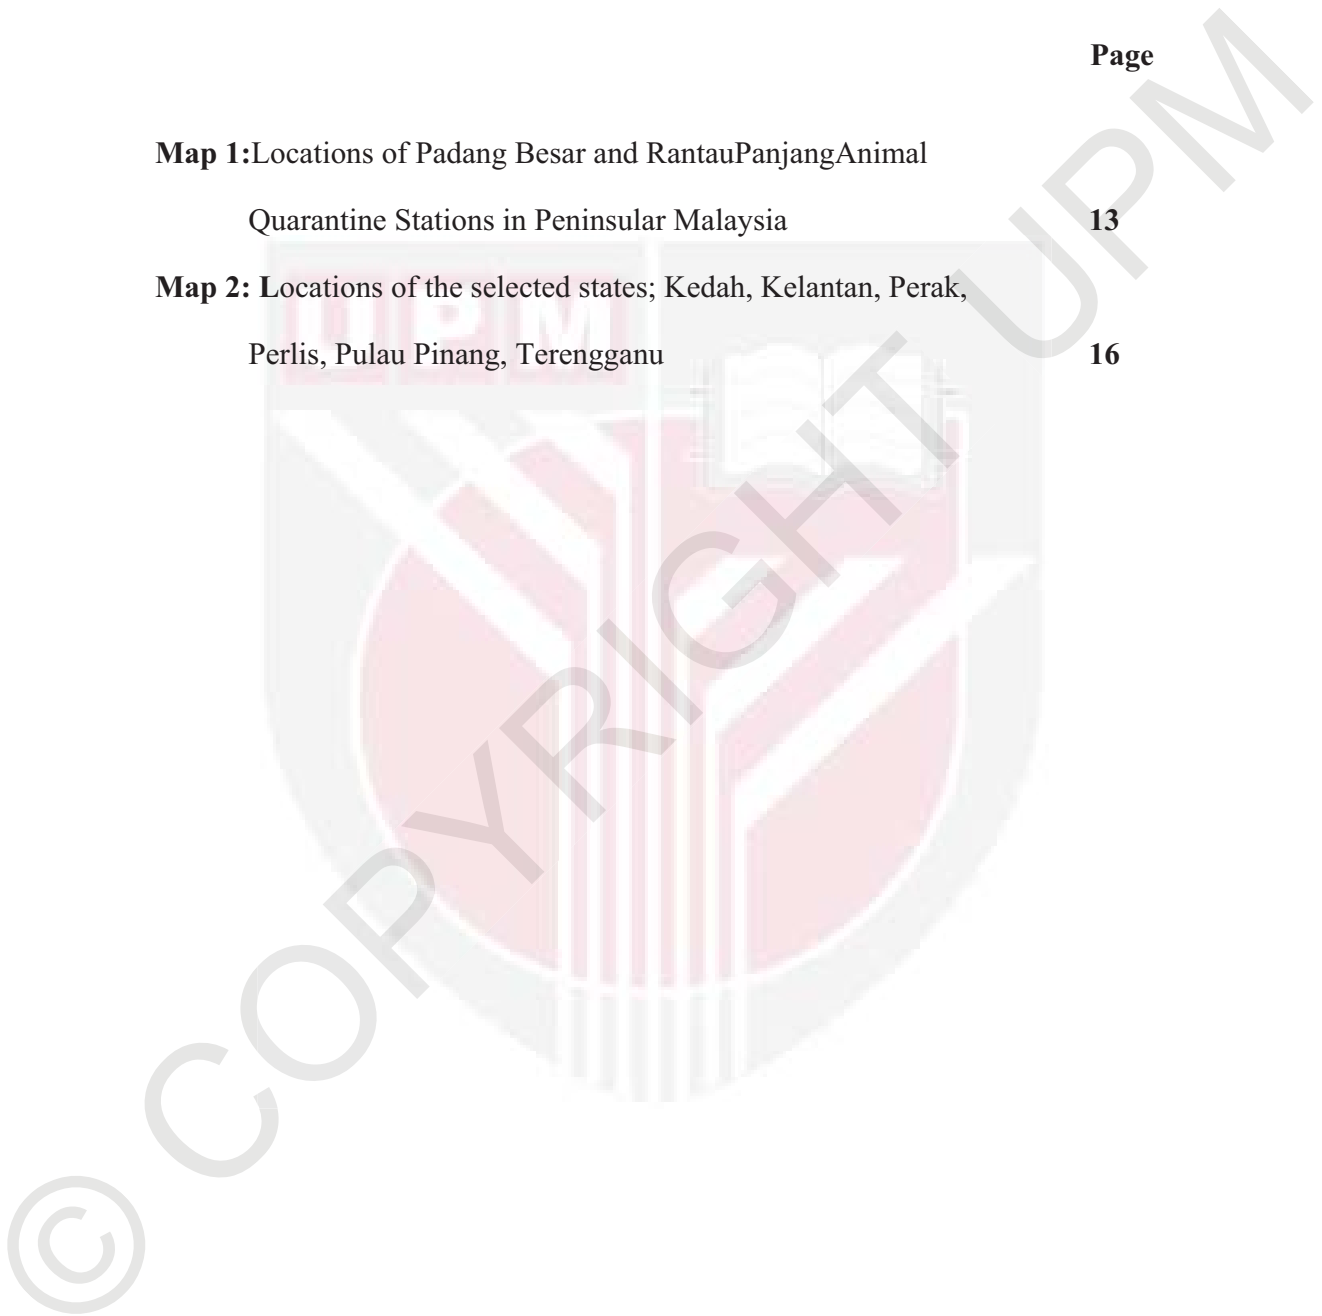 Page
Map 1:Locations of Padang Besar and RantauPanjangAnimal
Quarantine Stations in Peninsular Malaysia 13
Map 2: Locations of the selected states; Kedah, Kelantan, Perak,
Perlis, Pulau Pinang, Terengganu 16
UPM
© COPYRIGHT UPM